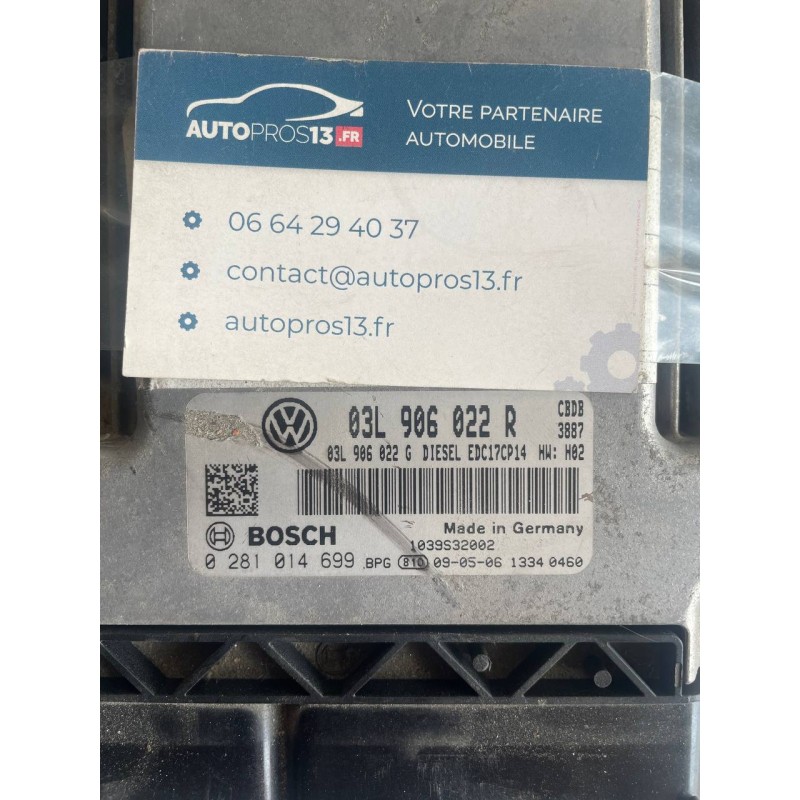 AUTOPROS13.FR
VOTRE PARTENAIRE
AUTOMOBILE
06 64 29 40 37
contact@autopros13.fr
autopros13.fr
03L 906 022 R CBDB
3887
03L 906 022 G DIESEL EDC17CP14 HW: H02
BOSCH Made in Germany
1039S32002
0 281 014 699 BPG 810 09-05-06 1334 0460